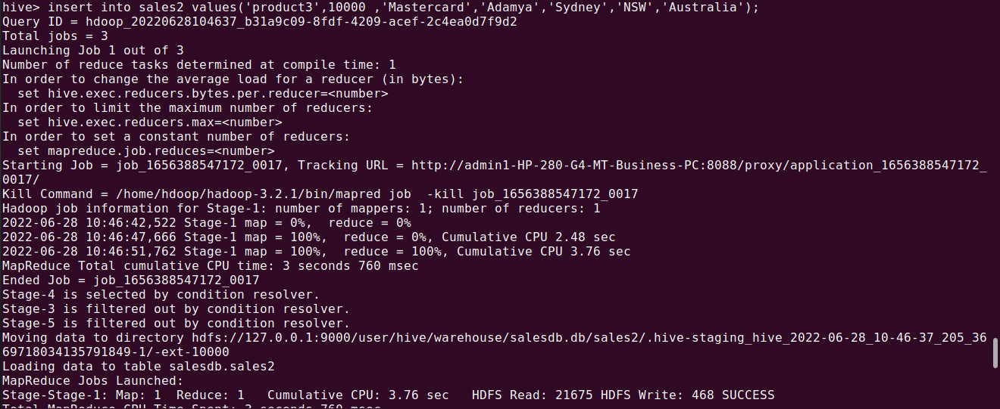 hive> insert into sales2 values('product3',10000 ,'Mastercard','Adamya','Sydney','NSW','Australia');
Query ID = hdoop_20220628104637_b31a9c09-8fdf-4209-acef-2c4ea0d7f9d2
Total jobs = 3
Launching Job 1 out of 3
Number of reduce tasks determined at compile time: 1
In order to change the average load for a reducer (in bytes):
  set hive.exec.reducers.bytes.per.reducer=<number>
In order to limit the maximum number of reducers:
  set hive.exec.reducers.max=<number>
In order to set a constant number of reducers:
  set mapreduce.job.reduces=<number>
Starting Job = job_1656388547172_0017, Tracking URL = http://admin1-HP-280-G4-MT-Business-PC:8088/proxy/application_1656388547172_
0017/
Kill Command = /home/hdoop/hadoop-3.2.1/bin/mapred job  -kill job_1656388547172_0017
Hadoop job information for Stage-1: number of mappers: 1; number of reducers: 1
2022-06-28 10:46:42,522 Stage-1 map = 0%,  reduce = 0%
2022-06-28 10:46:47,666 Stage-1 map = 100%,  reduce = 0%, Cumulative CPU 2.48 sec
2022-06-28 10:46:51,762 Stage-1 map = 100%,  reduce = 100%, Cumulative CPU 3.76 sec
MapReduce Total cumulative CPU time: 3 seconds 760 msec
Ended Job = job_1656388547172_0017
Stage-4 is selected by condition resolver.
Stage-3 is filtered out by condition resolver.
Stage-5 is filtered out by condition resolver.
Moving data to directory hdfs://127.0.0.1:9000/user/hive/warehouse/salesdb.db/sales2/.hive-staging_hive_2022-06-28_10-46-37_205_36
69718034135791849-1/-ext-10000
Loading data to table salesdb.sales2
MapReduce Jobs Launched:
Stage-Stage-1: Map: 1  Reduce: 1   Cumulative CPU: 3.76 sec   HDFS Read: 21675 HDFS Write: 468 SUCCESS
Total MapReduce CPU Time Spent: 3 seconds 760 msec